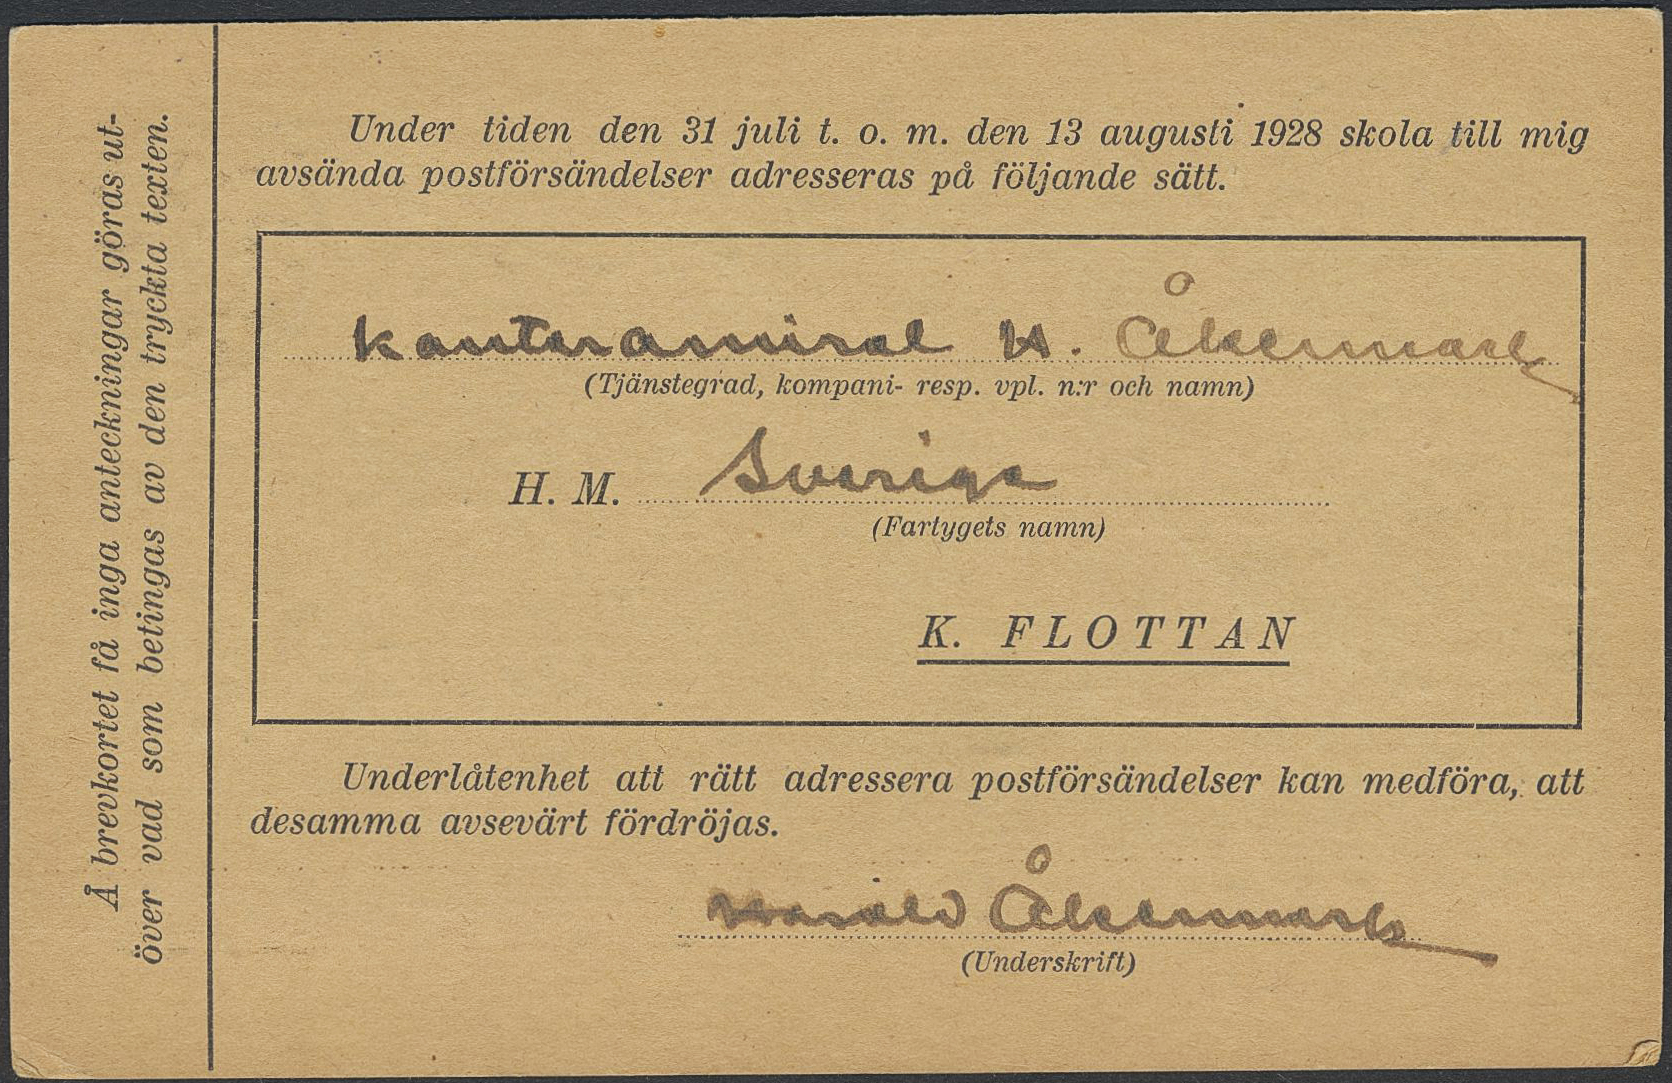 Å brevkortet få inga anteckningar göras ut-
över vad som betingas av den tryckta texten.
Under tiden den 31 juli t. o. m. den 13 augusti 1928 skola till mig
avsända postförsändelser adresseras på följande sätt.
Konteramiral H. Åkermark
(Tjänstegrad, kompani- resp. vpl. n:r och namn)
H. M. Sverige
(Fartygets namn)
K. FLOTTAN
Underlåtenhet att rätt adressera postförsändelser kan medföra, att
desamma avsevärt fördröjas.
Harald Åkermark
(Underskrift)